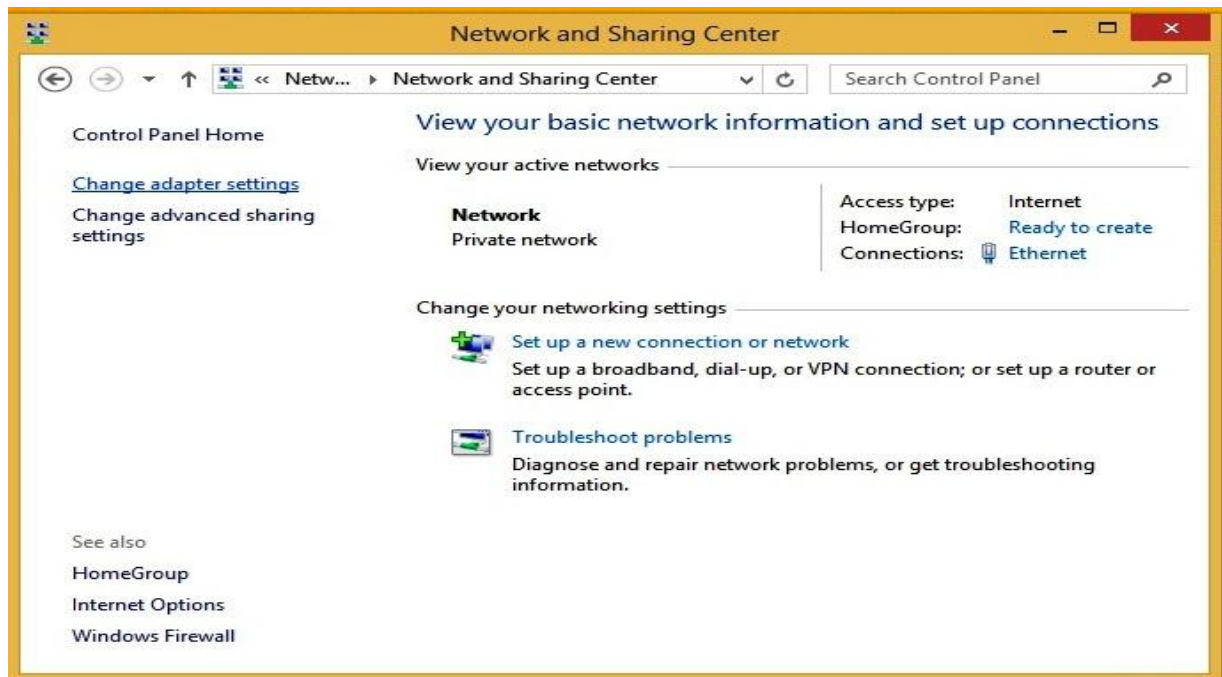 Network and Sharing Center
« Netw... ▸ Network and Sharing Center
Search Control Panel
Control Panel Home
Change adapter settings
Change advanced sharing
settings
View your basic network information and set up connections
View your active networks
Network
Private network
Access type: Internet
HomeGroup: Ready to create
Connections: Ethernet
Change your networking settings
Set up a new connection or network
Set up a broadband, dial-up, or VPN connection; or set up a router or
access point.
Troubleshoot problems
Diagnose and repair network problems, or get troubleshooting
information.
See also
HomeGroup
Internet Options
Windows Firewall